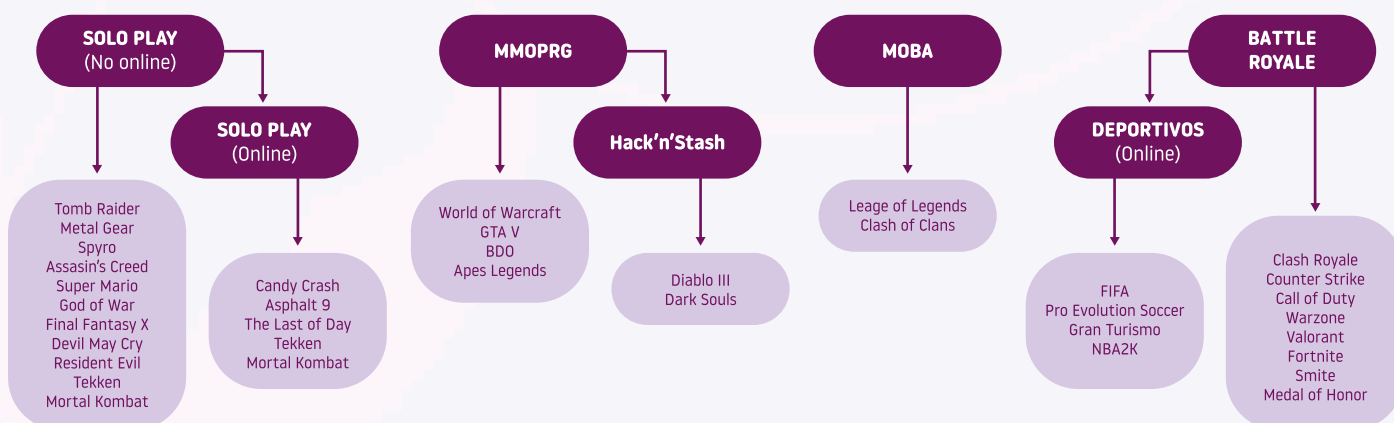 SOLO PLAY
(No online)
SOLO PLAY
(Online)
Tomb Raider
Metal Gear
Spyro
Assasin's Creed
Super Mario
God of War
Final Fantasy X
Devil May Cry
Resident Evil
Tekken
Mortal Kombat
Candy Crash
Asphalt 9
The Last of Day
Tekken
Mortal Kombat
MMOPRG
Hack'n'Stash
World of Warcraft
GTA V
BDO
Apes Legends
Diablo III
Dark Souls
MOBA
Leage of Legends
Clash of Clans
BATTLE
ROYALE
DEPORTIVOS
(Online)
FIFA
Pro Evolution Soccer
Gran Turismo
NBA2K
Clash Royale
Counter Strike
Call of Duty
Warzone
Valorant
Fortnite
Smite
Medal of Honor